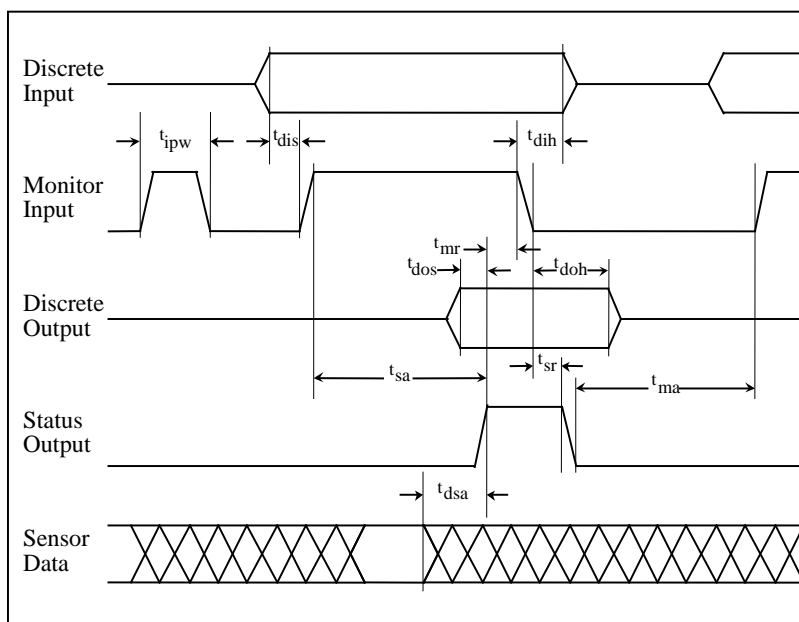 Discrete
Input
t_ipw
t_dis
t_dih
Monitor
Input
t_mr
t_dos
t_doh
Discrete
Output
t_sr
t_sa
t_ma
Status
Output
t_dsa
Sensor
Data